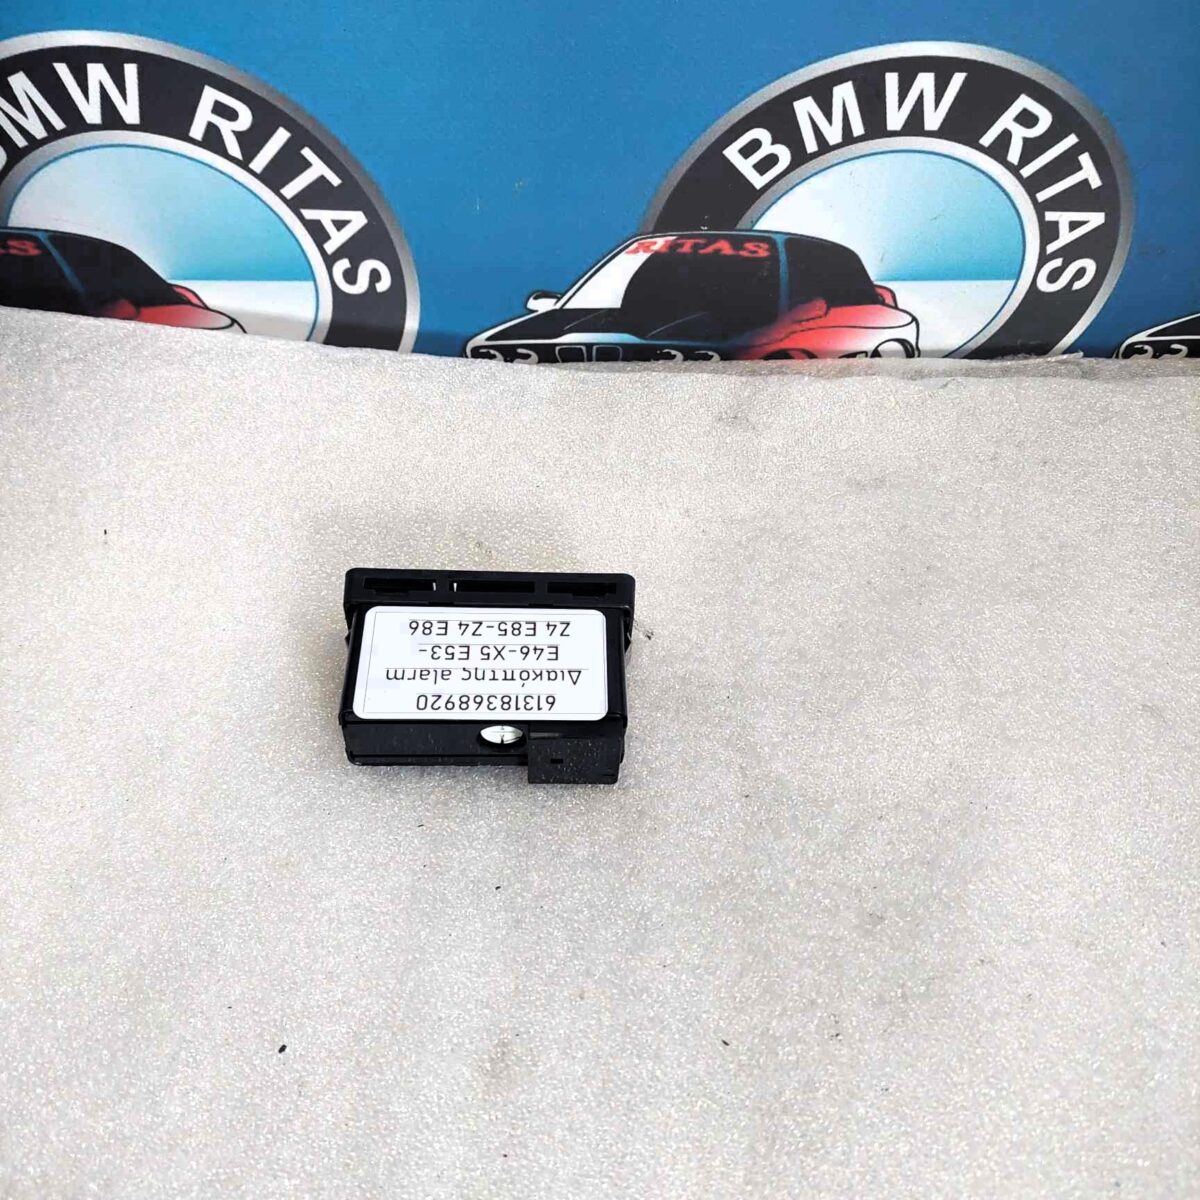 BMW RITAS
RITAS
BMW RITAS
61318368920
Διακόπτης alarm
E46-X5 E53-
Z4 E85-Z4 E86